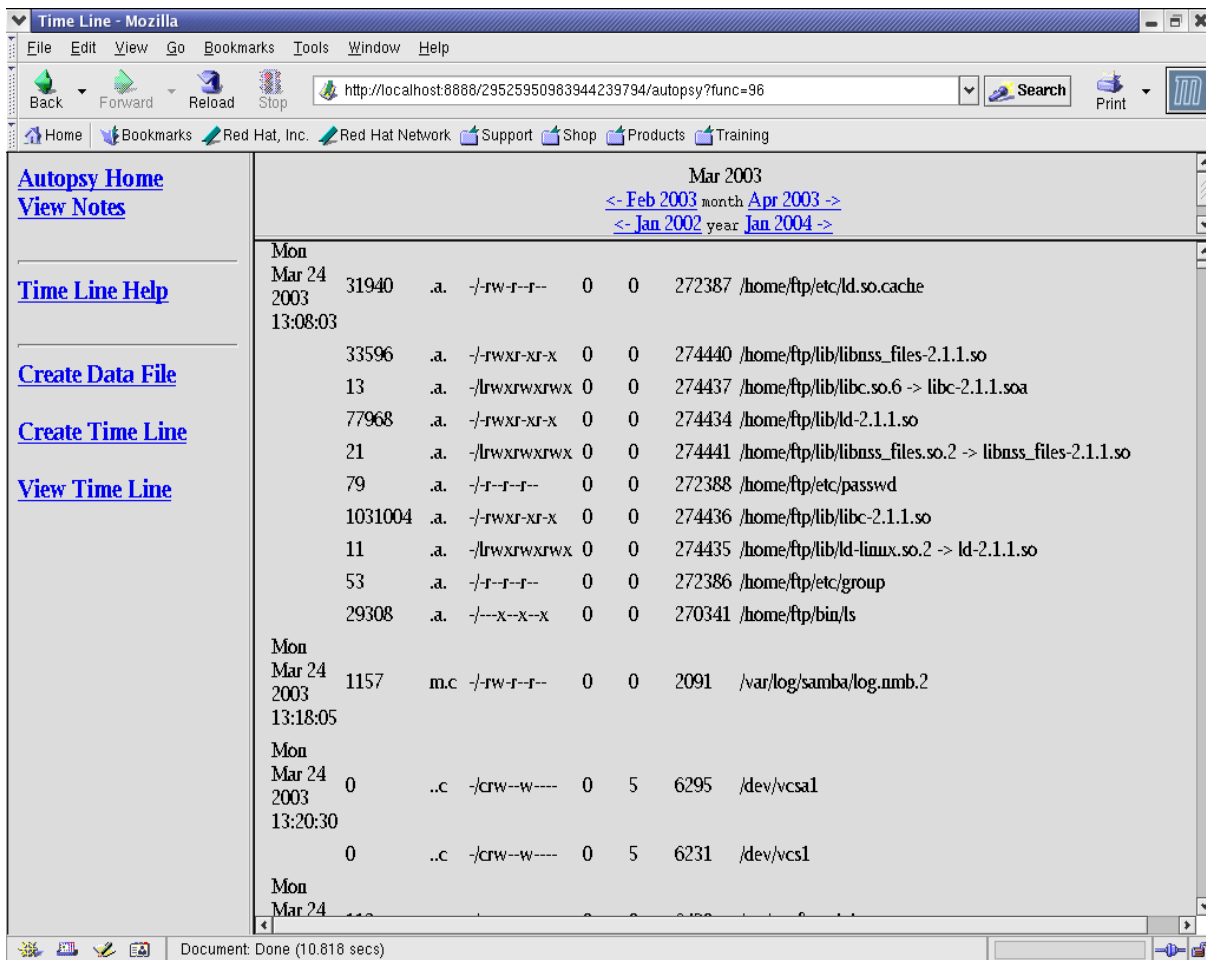 Time Line - Mozilla
File Edit View Go Bookmarks Tools Window Help
Back Forward Reload Stop http://localhost:8888/29525950983944239794/autopsy?func=96 Search Print
Home Bookmarks Red Hat, Inc. Red Hat Network Support Shop Products Training
Autopsy Home
View Notes
Time Line Help
Create Data File
Create Time Line
View Time Line
Mar 2003
<- Feb 2003 month Apr 2003 ->
<- Jan 2002 year Jan 2004 ->
Mon
Mar 24
2003
13:08:03
31940 .a. -/-rw-r--r-- 0 0 272387 /home/ftp/etc/ld.so.cache
33596 .a. -/-rwxr-xr-x 0 0 274440 /home/ftp/lib/libnss_files-2.1.1.so
13 .a. -/lrwxrwxrwx 0 0 274437 /home/ftp/lib/libc.so.6 -> libc-2.1.1.soa
77968 .a. -/-rwxr-xr-x 0 0 274434 /home/ftp/lib/ld-2.1.1.so
21 .a. -/lrwxrwxrwx 0 0 274441 /home/ftp/lib/libnss_files.so.2 -> libnss_files-2.1.1.so
79 .a. -/-r--r--r-- 0 0 272388 /home/ftp/etc/passwd
1031004 .a. -/-rwxr-xr-x 0 0 274436 /home/ftp/lib/libc-2.1.1.so
11 .a. -/lrwxrwxrwx 0 0 274435 /home/ftp/lib/ld-linux.so.2 -> ld-2.1.1.so
53 .a. -/-r--r--r-- 0 0 272386 /home/ftp/etc/group
29308 .a. -/---x--x--x 0 0 270341 /home/ftp/bin/ls
Mon
Mar 24
2003
13:18:05
1157 m.c -/-rw-r--r-- 0 0 2091 /var/log/samba/log.nmb.2
Mon
Mar 24
2003
13:20:30
0 ..c -/crw--w---- 0 5 6295 /dev/vcsa1
0 ..c -/crw--w---- 0 5 6231 /dev/vcs1
Mon
Mar 24
Document: Done (10.818 secs)